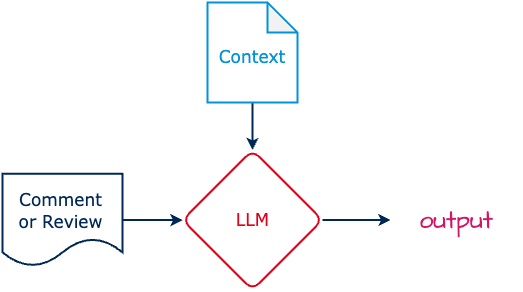 Context
Comment
or Review
LLM
output